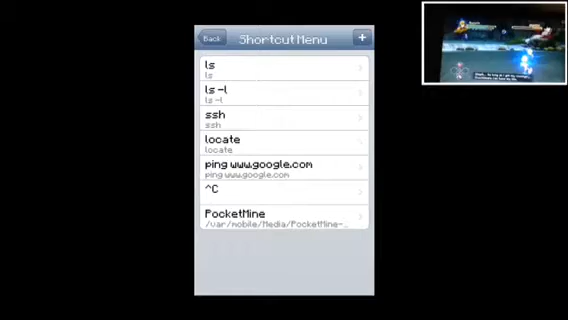 Back
Shortcut Menu
+
ls
ls
ls -l
ls -l
ssh
ssh
locate
locate
ping www.google.com
ping www.google.com
^C
PocketMine
/var/mobile/Media/PocketMine-...